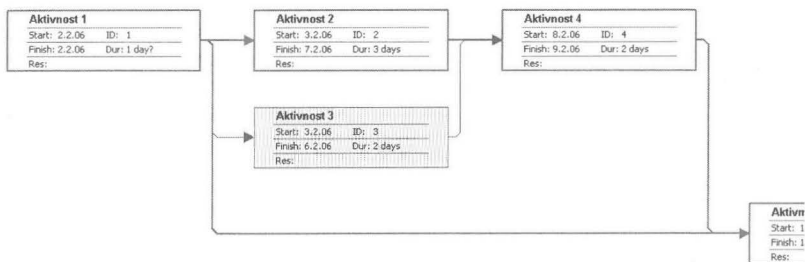 Aktivnost 1
Start: 2.2.06 ID: 1
Finish: 2.2.06 Dur: 1 day?
Res:
Aktivnost 2
Start: 3.2.06 ID: 2
Finish: 7.2.06 Dur: 3 days
Res:
Aktivnost 4
Start: 8.2.06 ID: 4
Finish: 9.2.06 Dur: 2 days
Res:
Aktivnost 3
Start: 3.2.06 ID: 3
Finish: 6.2.06 Dur: 2 days
Res:
Start: 1
Finish: 1
Res: